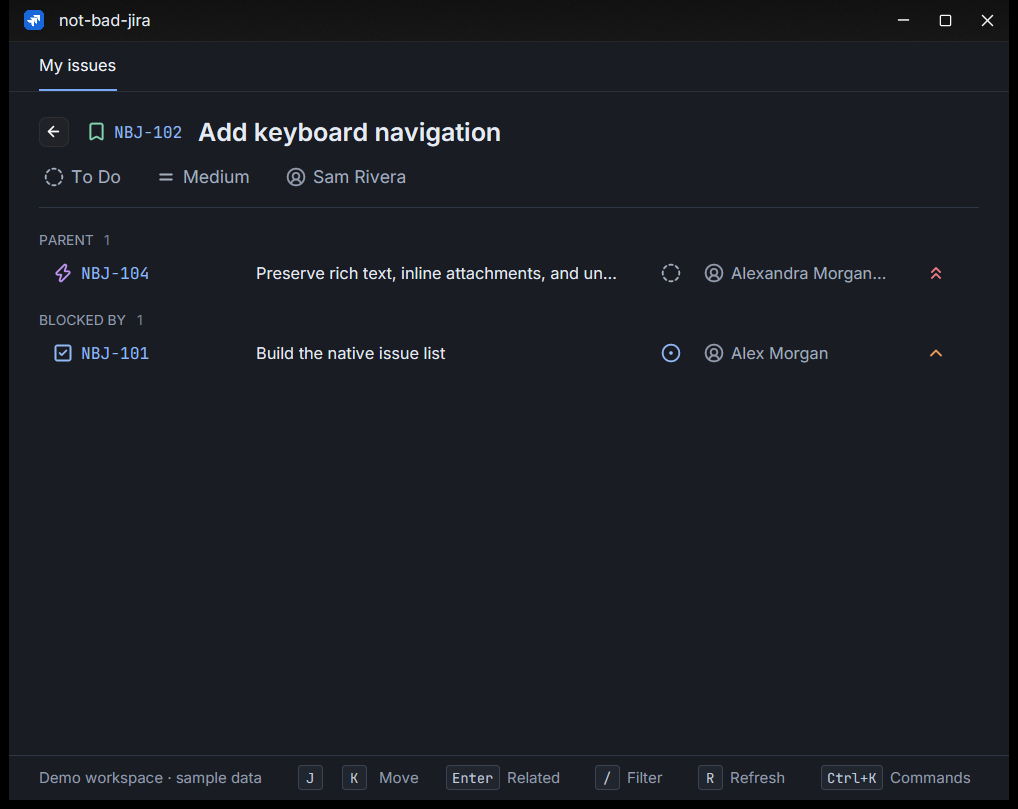 not-bad-jira
My issues
NBJ-102 Add keyboard navigation
To Do Medium Sam Rivera
PARENT 1
NBJ-104 Preserve rich text, inline attachments, and un... Alexandra Morgan...
BLOCKED BY 1
NBJ-101 Build the native issue list Alex Morgan
Demo workspace · sample data J K Move Enter Related / Filter R Refresh Ctrl+K Commands